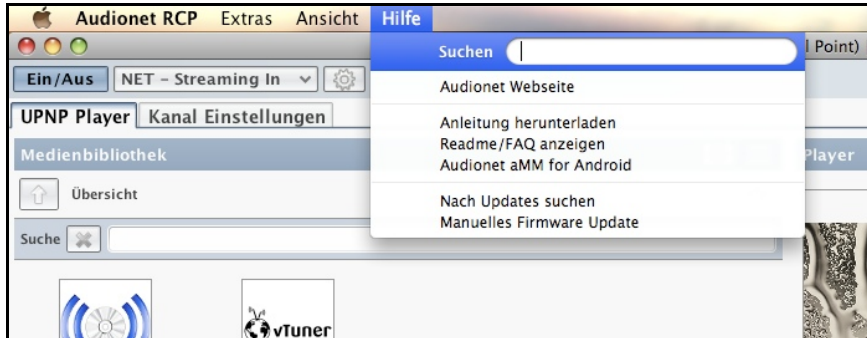 Audionet RCP Extras Ansicht Hilfe
Suchen
l Point)
Ein/Aus NET – Streaming In
Audionet Webseite
UPNP Player Kanal Einstellungen
Anleitung herunterladen
Readme/FAQ anzeigen
Audionet aMM for Android
Medienbibliothek
Player
Übersicht
Nach Updates suchen
Manuelles Firmware Update
Suche
vTuner